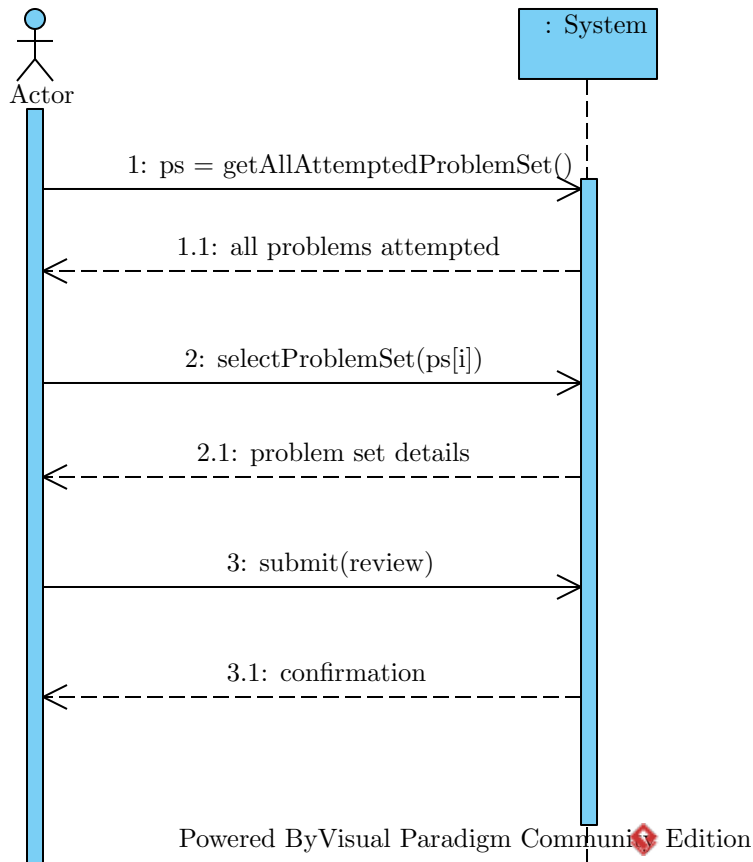 : System
Actor
1: ps = getAllAttemptedProblemSet()
1.1: all problems attempted
2: selectProblemSet(ps[i])
2.1: problem set details
3: submit(review)
3.1: confirmation
Powered ByVisual Paradigm Community Edition